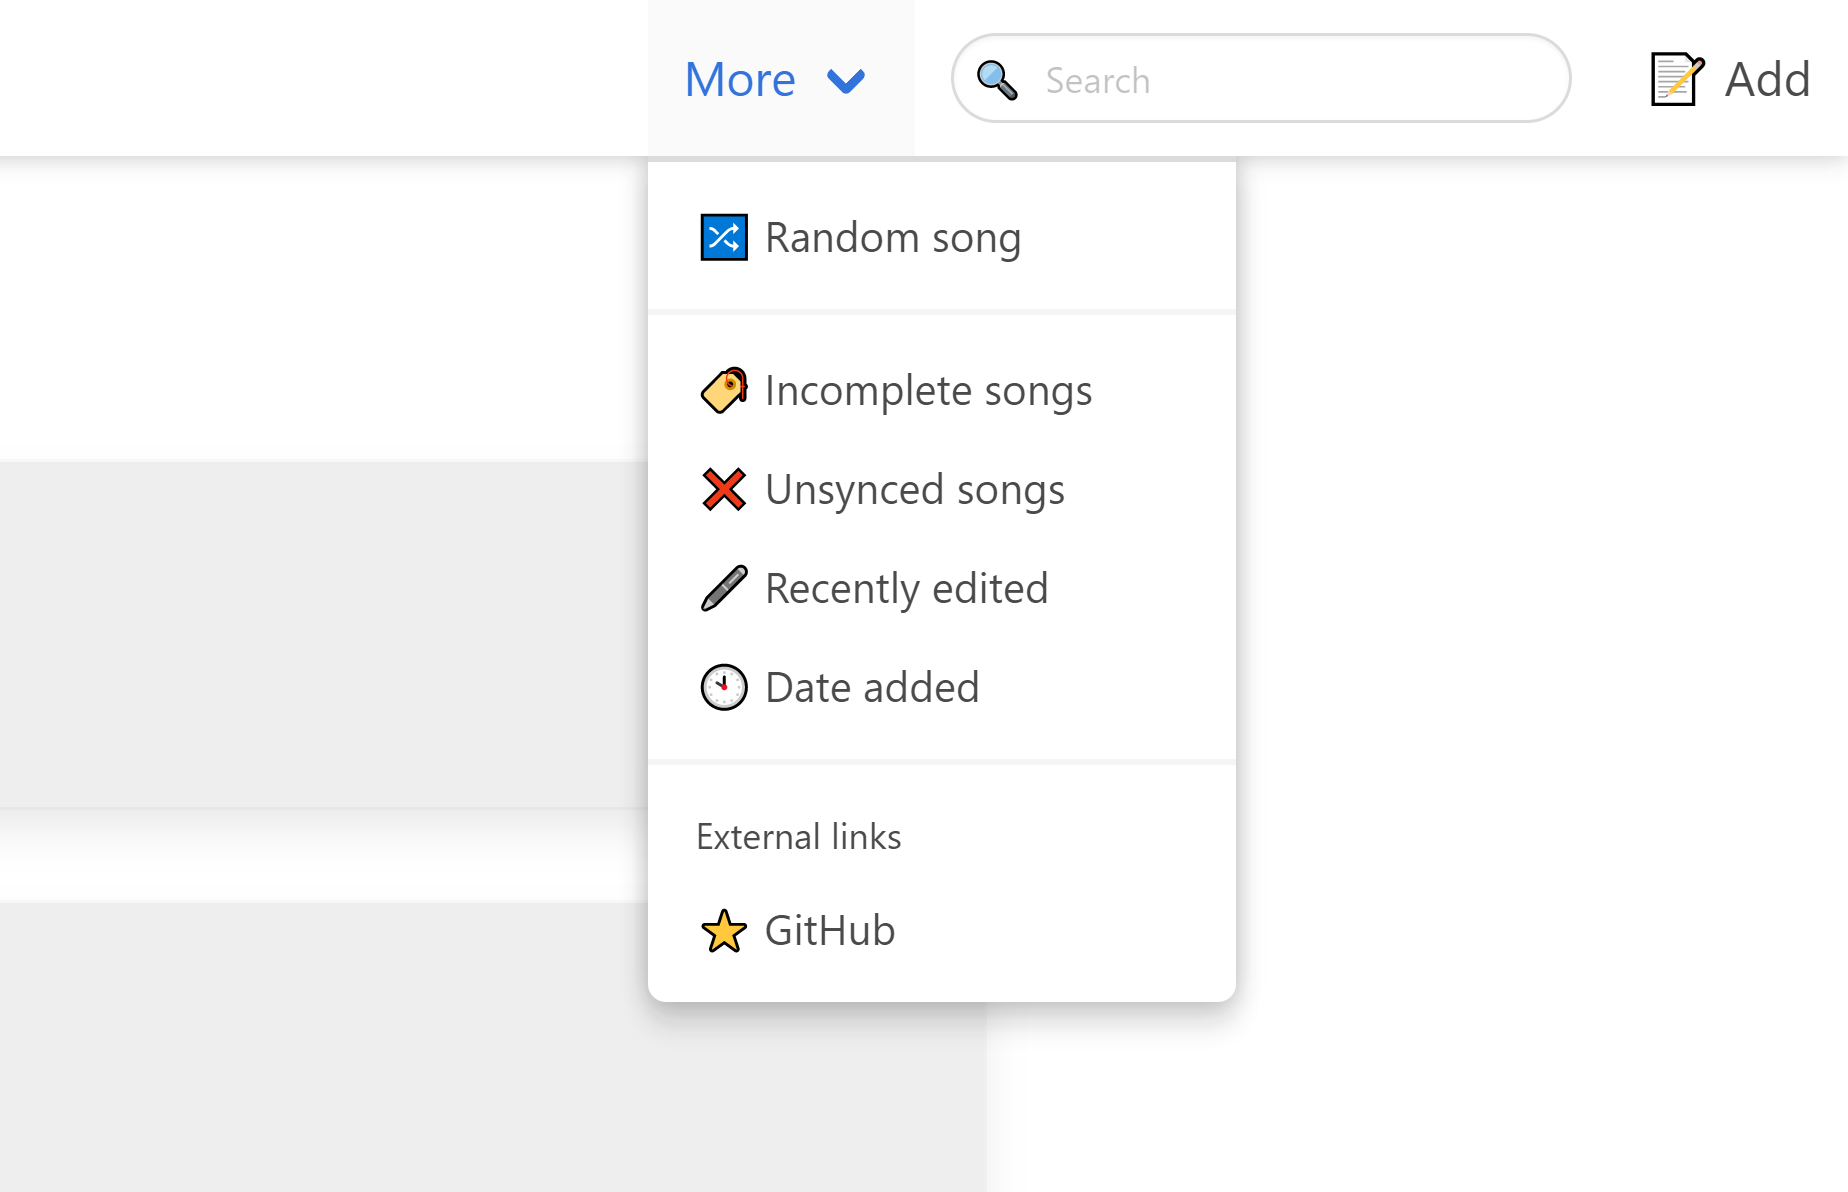 More
Search
Add
Random song
Incomplete songs
Unsynced songs
Recently edited
Date added
External links
GitHub